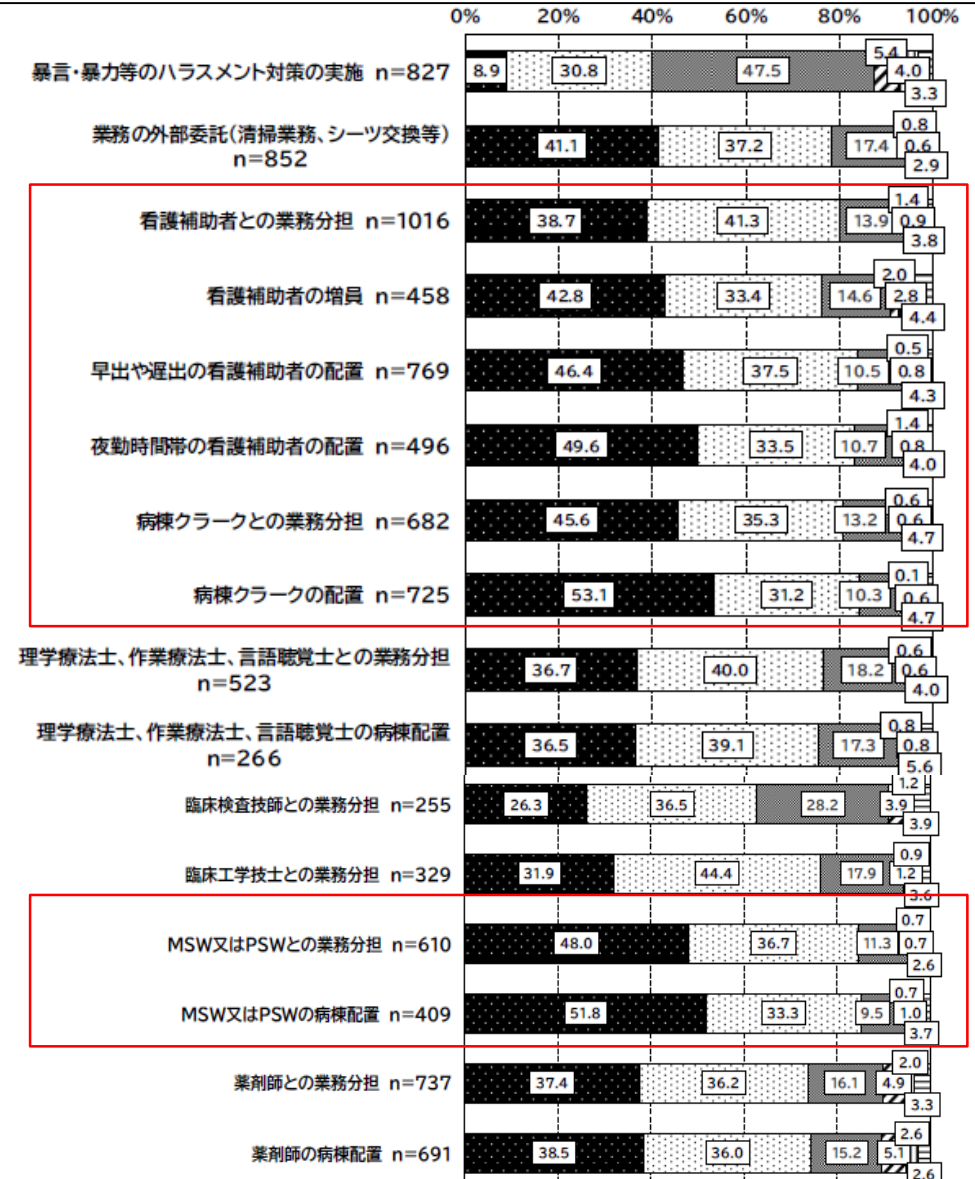 0% 20% 40% 60% 80% 100%
暴言・暴力等のハラスメント対策の実施 n=827 8.9 30.8 47.5 5.4 4.0 3.3
業務の外部委託(清掃業務、シーツ交換等)
n=852 41.1 37.2 17.4 0.8 0.6 2.9
看護補助者との業務分担 n=1016 38.7 41.3 13.9 1.4 0.9 3.8
看護補助者の増員 n=458 42.8 33.4 14.6 2.0 2.8 4.4
早出や遅出の看護補助者の配置 n=769 46.4 37.5 10.5 0.5 0.8 4.3
夜勤時間帯の看護補助者の配置 n=496 49.6 33.5 10.7 1.4 0.8 4.0
病棟クラークとの業務分担 n=682 45.6 35.3 13.2 0.6 0.6 4.7
病棟クラークの配置 n=725 53.1 31.2 10.3 0.1 0.6 4.7
理学療法士、作業療法士、言語聴覚士との業務分担
n=523 36.7 40.0 18.2 0.6 0.6 4.0
理学療法士、作業療法士、言語聴覚士の病棟配置
n=266 36.5 39.1 17.3 0.8 0.8 5.6
臨床検査技師との業務分担 n=255 26.3 36.5 28.2 1.2 3.9 3.9
臨床工学技士との業務分担 n=329 31.9 44.4 17.9 0.9 1.2 3.6
MSW又はPSWとの業務分担 n=610 48.0 36.7 11.3 0.7 0.7 2.6
MSW又はPSWの病棟配置 n=409 51.8 33.3 9.5 0.7 1.0 3.7
薬剤師との業務分担 n=737 37.4 36.2 16.1 2.0 4.9 3.3
薬剤師の病棟配置 n=691 38.5 36.0 15.2 2.6 5.1 2.6